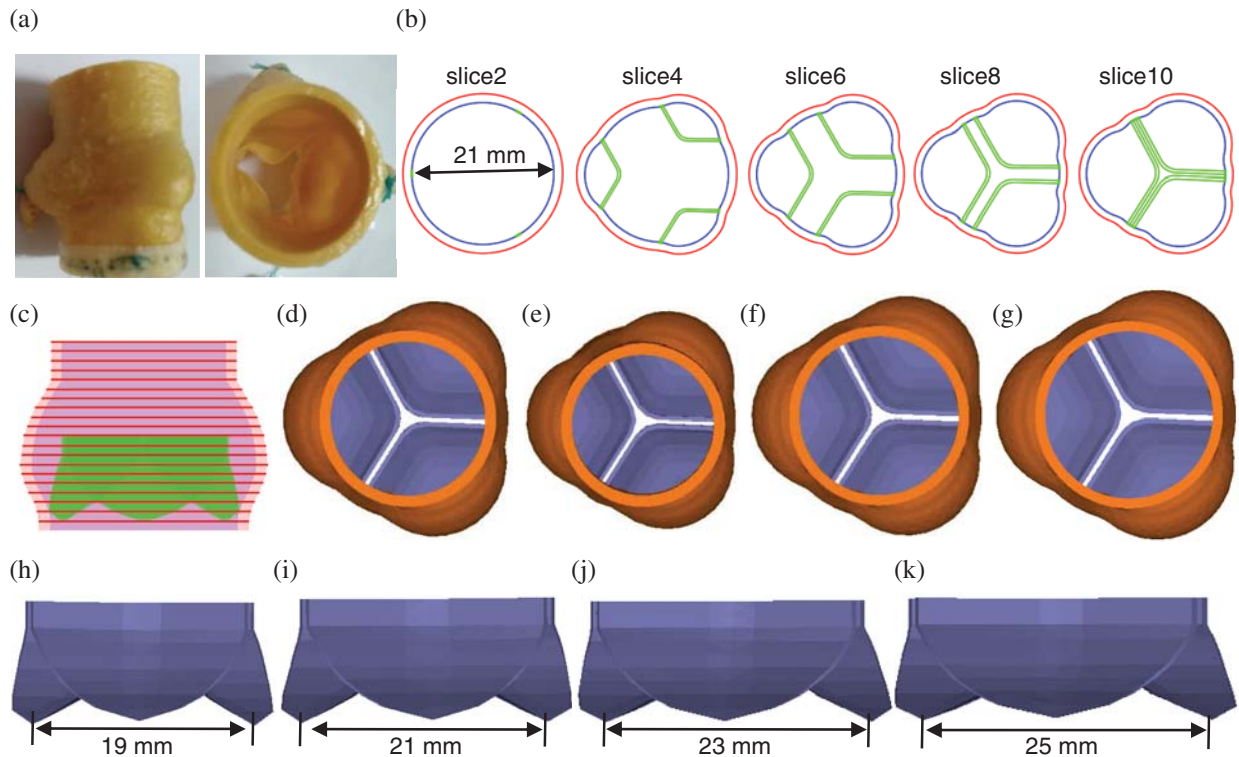 (a)
(b)
slice2
slice4
slice6
slice8
slice10
21 mm
(c)
(d)
(e)
(f)
(g)
(h)
(i)
(j)
(k)
19 mm
21 mm
23 mm
25 mm